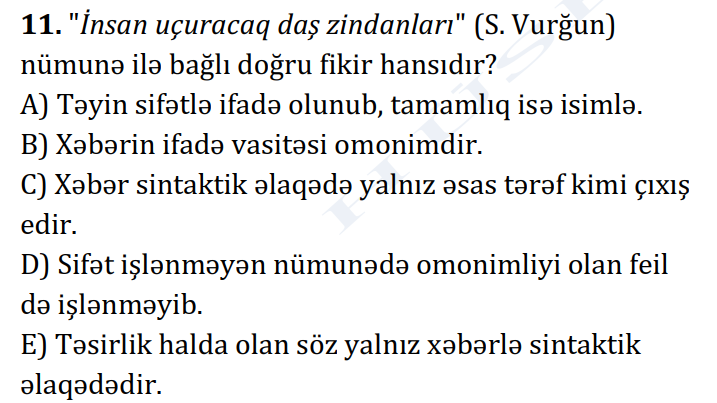 11. "İnsan uçuracaq daş zindanları" (S. Vurğun)
nümunə ilə bağlı doğru fikir hansıdır?
A) Təyin sifətlə ifadə olunub, tamamlıq isə isimlə.
B) Xəbərin ifadə vasitəsi omonimdir.
C) Xəbər sintaktik əlaqədə yalnız əsas tərəf kimi çıxış
edir.
D) Sifət işlənməyən nümunədə omonimliyi olan feil
də işlənməyib.
E) Təsirlik halda olan söz yalnız xəbərlə sintaktik
əlaqədədir.